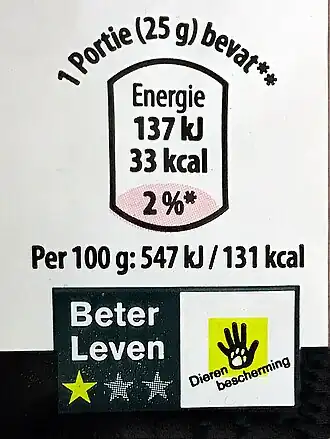 1 Portie (25 g) bevat**
Energie
137 kJ
33 kcal
2 %*
Per 100 g: 547 kJ / 131 kcal
Beter
Leven
Dieren
bescherming